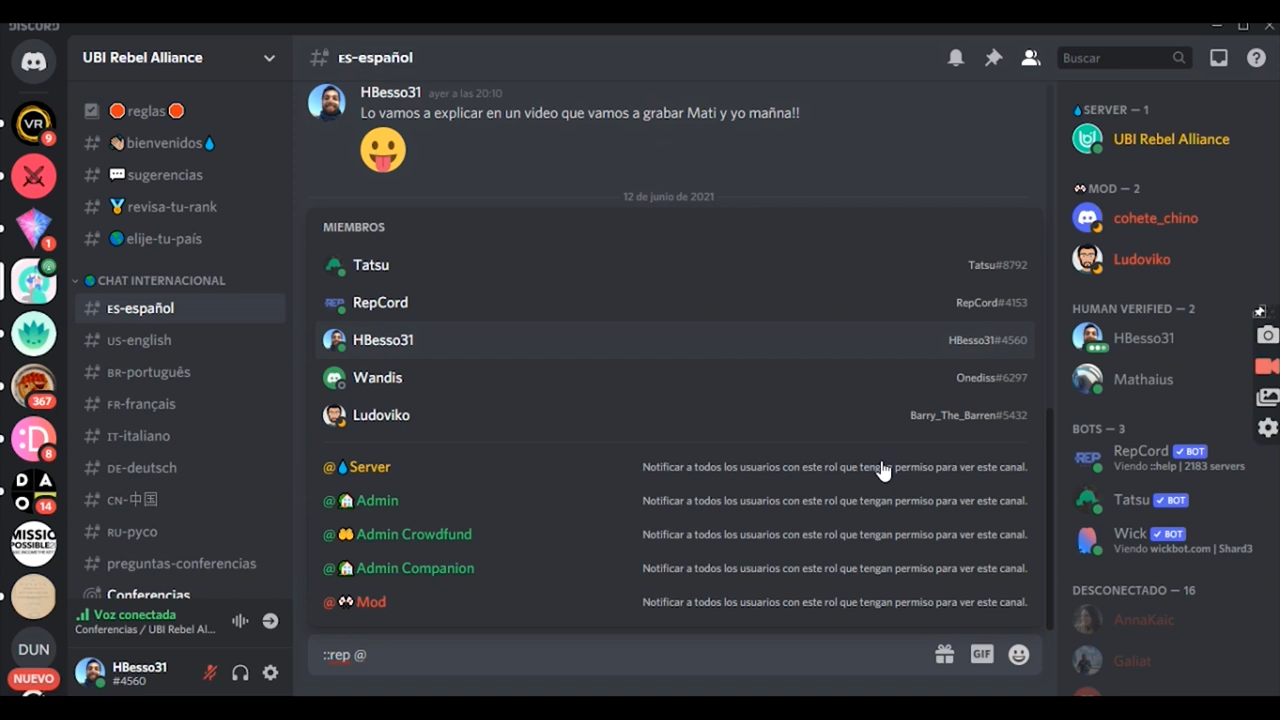 DISCORD
UBI Rebel Alliance
reglas
bienvenidos
sugerencias
revisa-tu-rank
elije-tu-país
CHAT INTERNACIONAL
ES-español
US-english
BR-português
FR-français
IT-italiano
DE-deutsch
CN-中国
RU-русо
preguntas-conferencias
Conferencias
Voz conectada
Conferencias / UBI Rebel Al...
HBesso31
#4560
VR
9
1
367
8
D A
O
14
MISSIO
POSSIBLE
DUN
NUEVO
ES-español
Buscar
HBesso31 ayer a las 20:10
Lo vamos a explicar en un video que vamos a grabar Mati y yo mañna!!
12 de junio de 2021
MIEMBROS
Tatsu Tatsu#8792
RepCord RepCord#4153
HBesso31 HBesso31#4560
Wandis Onediss#6297
Ludoviko Barry_The_Barren#5432
@Server Notificar a todos los usuarios con este rol que tengan permiso para ver este canal.
@Admin Notificar a todos los usuarios con este rol que tengan permiso para ver este canal.
@Admin Crowdfund Notificar a todos los usuarios con este rol que tengan permiso para ver este canal.
@Admin Companion Notificar a todos los usuarios con este rol que tengan permiso para ver este canal.
@Mod Notificar a todos los usuarios con este rol que tengan permiso para ver este canal.
::rep @
GIF
SERVER — 1
UBI Rebel Alliance
MOD — 2
cohete_chino
Ludoviko
HUMAN VERIFIED — 2
HBesso31
Mathaius
BOTS — 3
REP
RepCord BOT
Viendo ::help | 2183 servers
Tatsu BOT
Wick BOT
Viendo wickbot.com | Shard3
DESCONECTADO — 16
AnnaKaic
Galiat